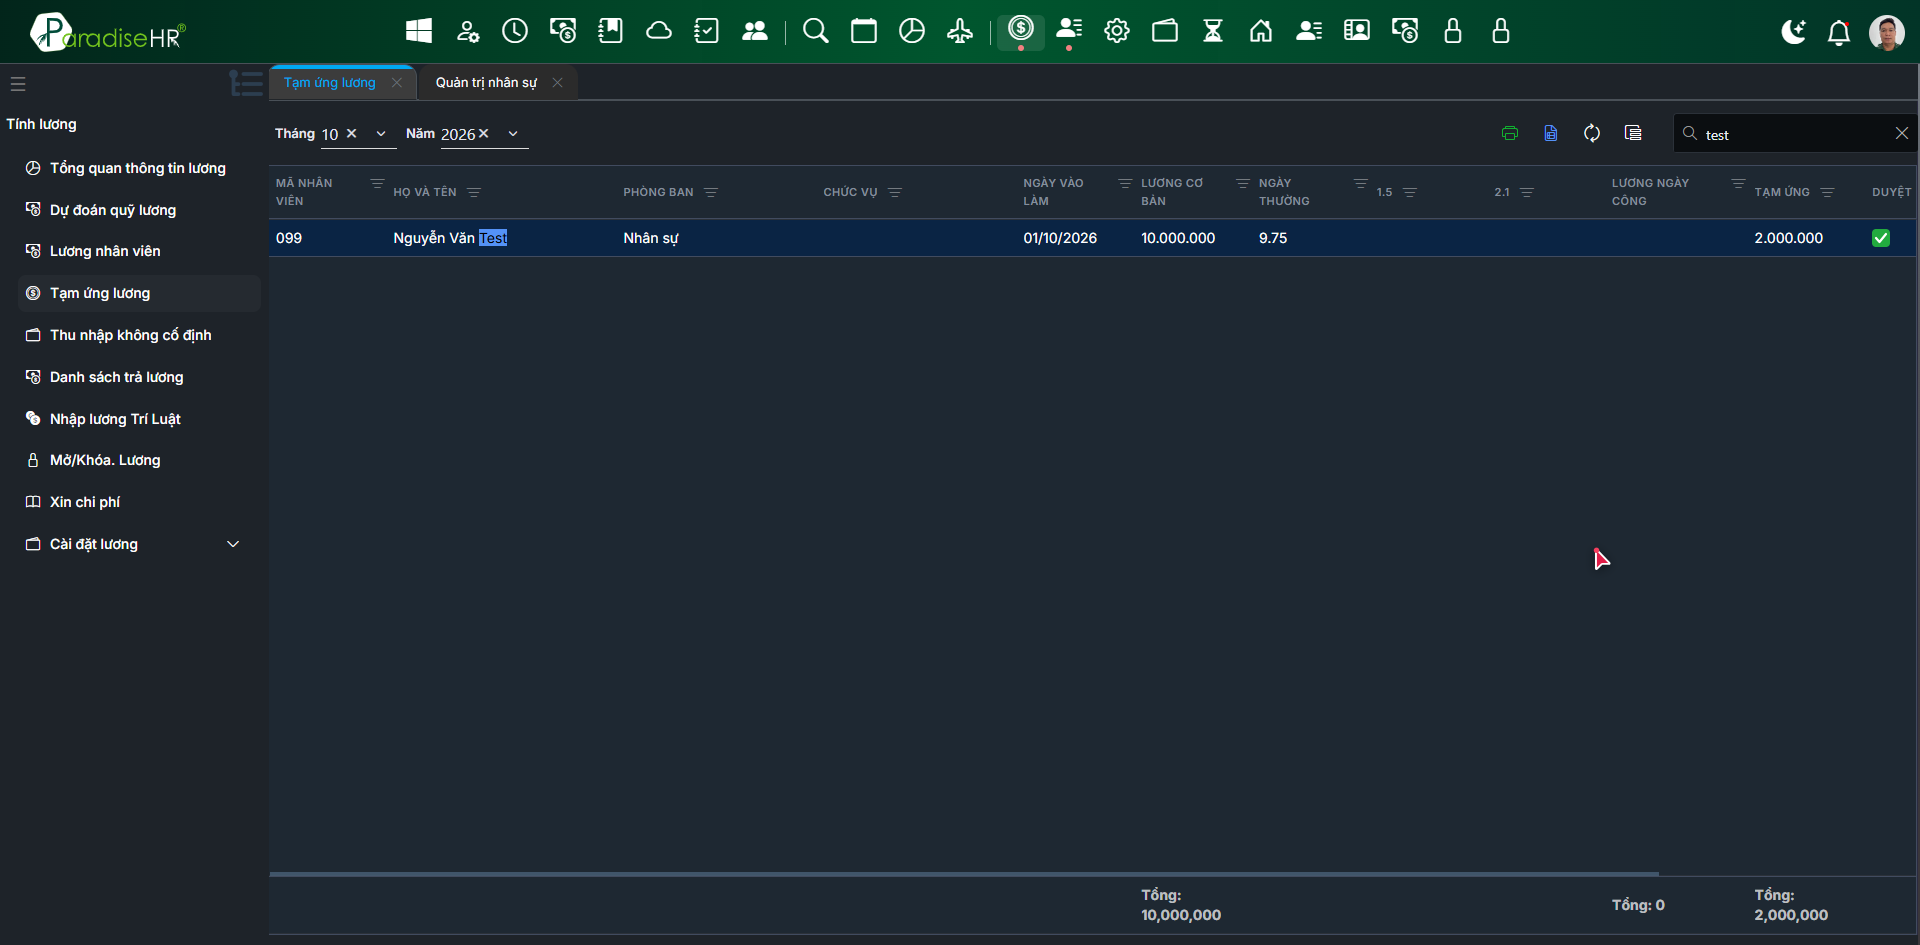 ParadiseHR®
Tính lương
Tổng quan thông tin lương
Dự đoán quỹ lương
Lương nhân viên
Tạm ứng lương
Thu nhập không cố định
Danh sách trả lương
Nhập lương Trí Luật
Mở/Khóa. Lương
Xin chi phí
Cài đặt lương
Tạm ứng lương Quản trị nhân sự
Tháng 10 Năm 2026 test
MÃ NHÂN VIÊN HỌ VÀ TÊN PHÒNG BAN CHỨC VỤ NGÀY VÀO LÀM LƯƠNG CƠ BẢN NGÀY THƯỜNG 1.5 2.1 LƯƠNG NGÀY CÔNG TẠM ỨNG DUYỆT
099 Nguyễn Văn Test Nhân sự 01/10/2026 10.000.000 9.75 2.000.000
Tổng: 10,000,000 Tổng: 0 Tổng: 2,000,000